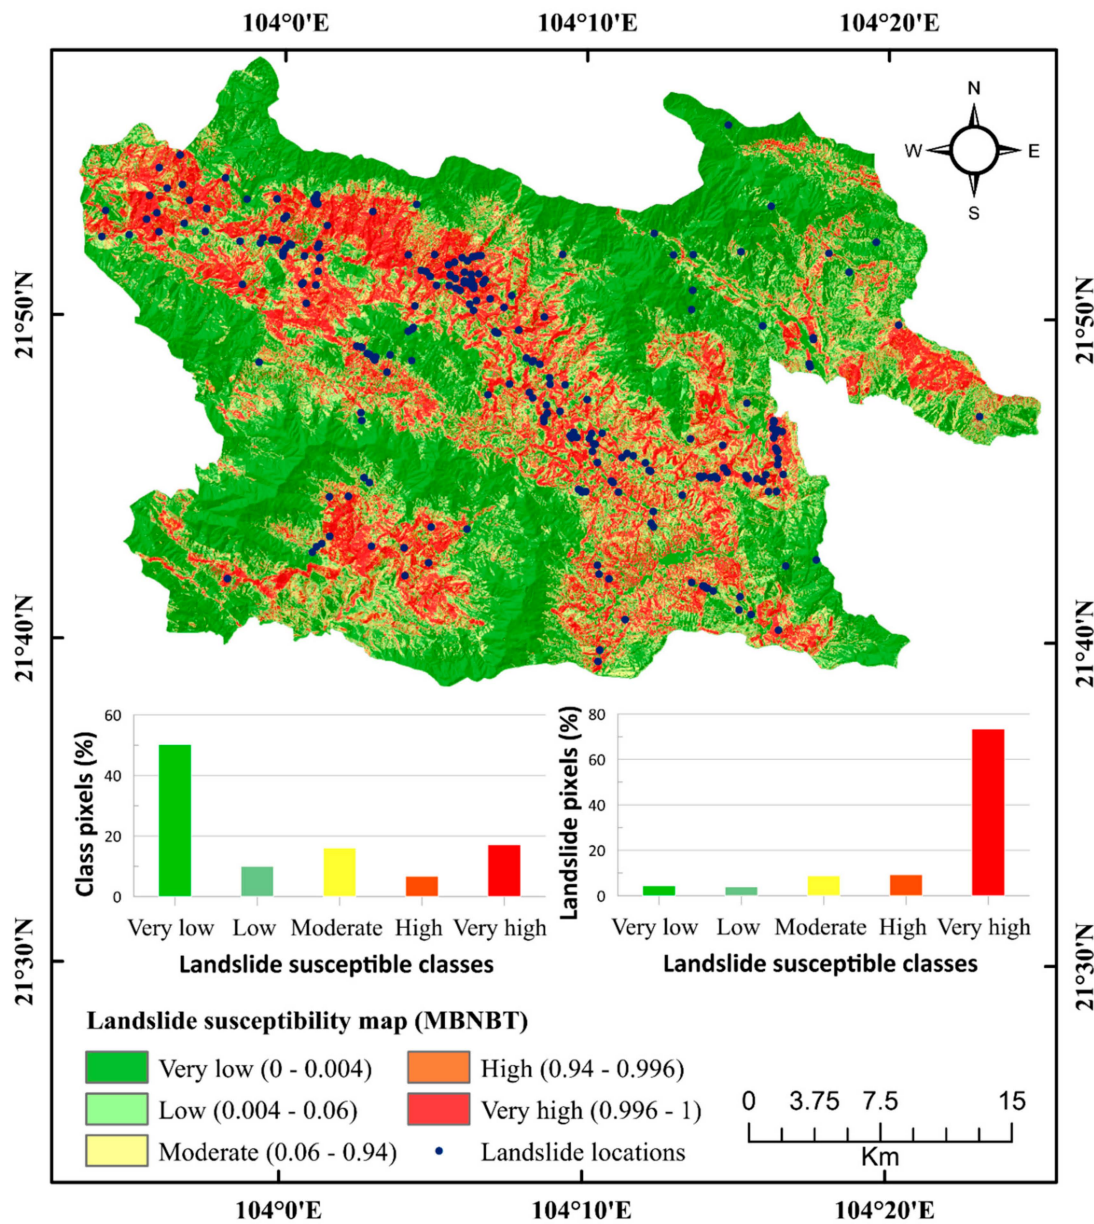 104°0'E 104°10'E 104°20'E
N
W E
S
21°50'N 21°50'N
21°40'N 21°40'N
21°30'N 21°30'N
Class pixels (%)
60
40
20
0
Very low Low Moderate High Very high
Landslide susceptible classes
Landslide pixels (%)
80
60
40
20
0
Very low Low Moderate High Very high
Landslide susceptible classes
Landslide susceptibility map (MBNBT)
Very low (0 - 0.004)
Low (0.004 - 0.06)
Moderate (0.06 - 0.94)
High (0.94 - 0.996)
Very high (0.996 - 1)
Landslide locations
0 3.75 7.5 15
Km
104°0'E 104°10'E 104°20'E